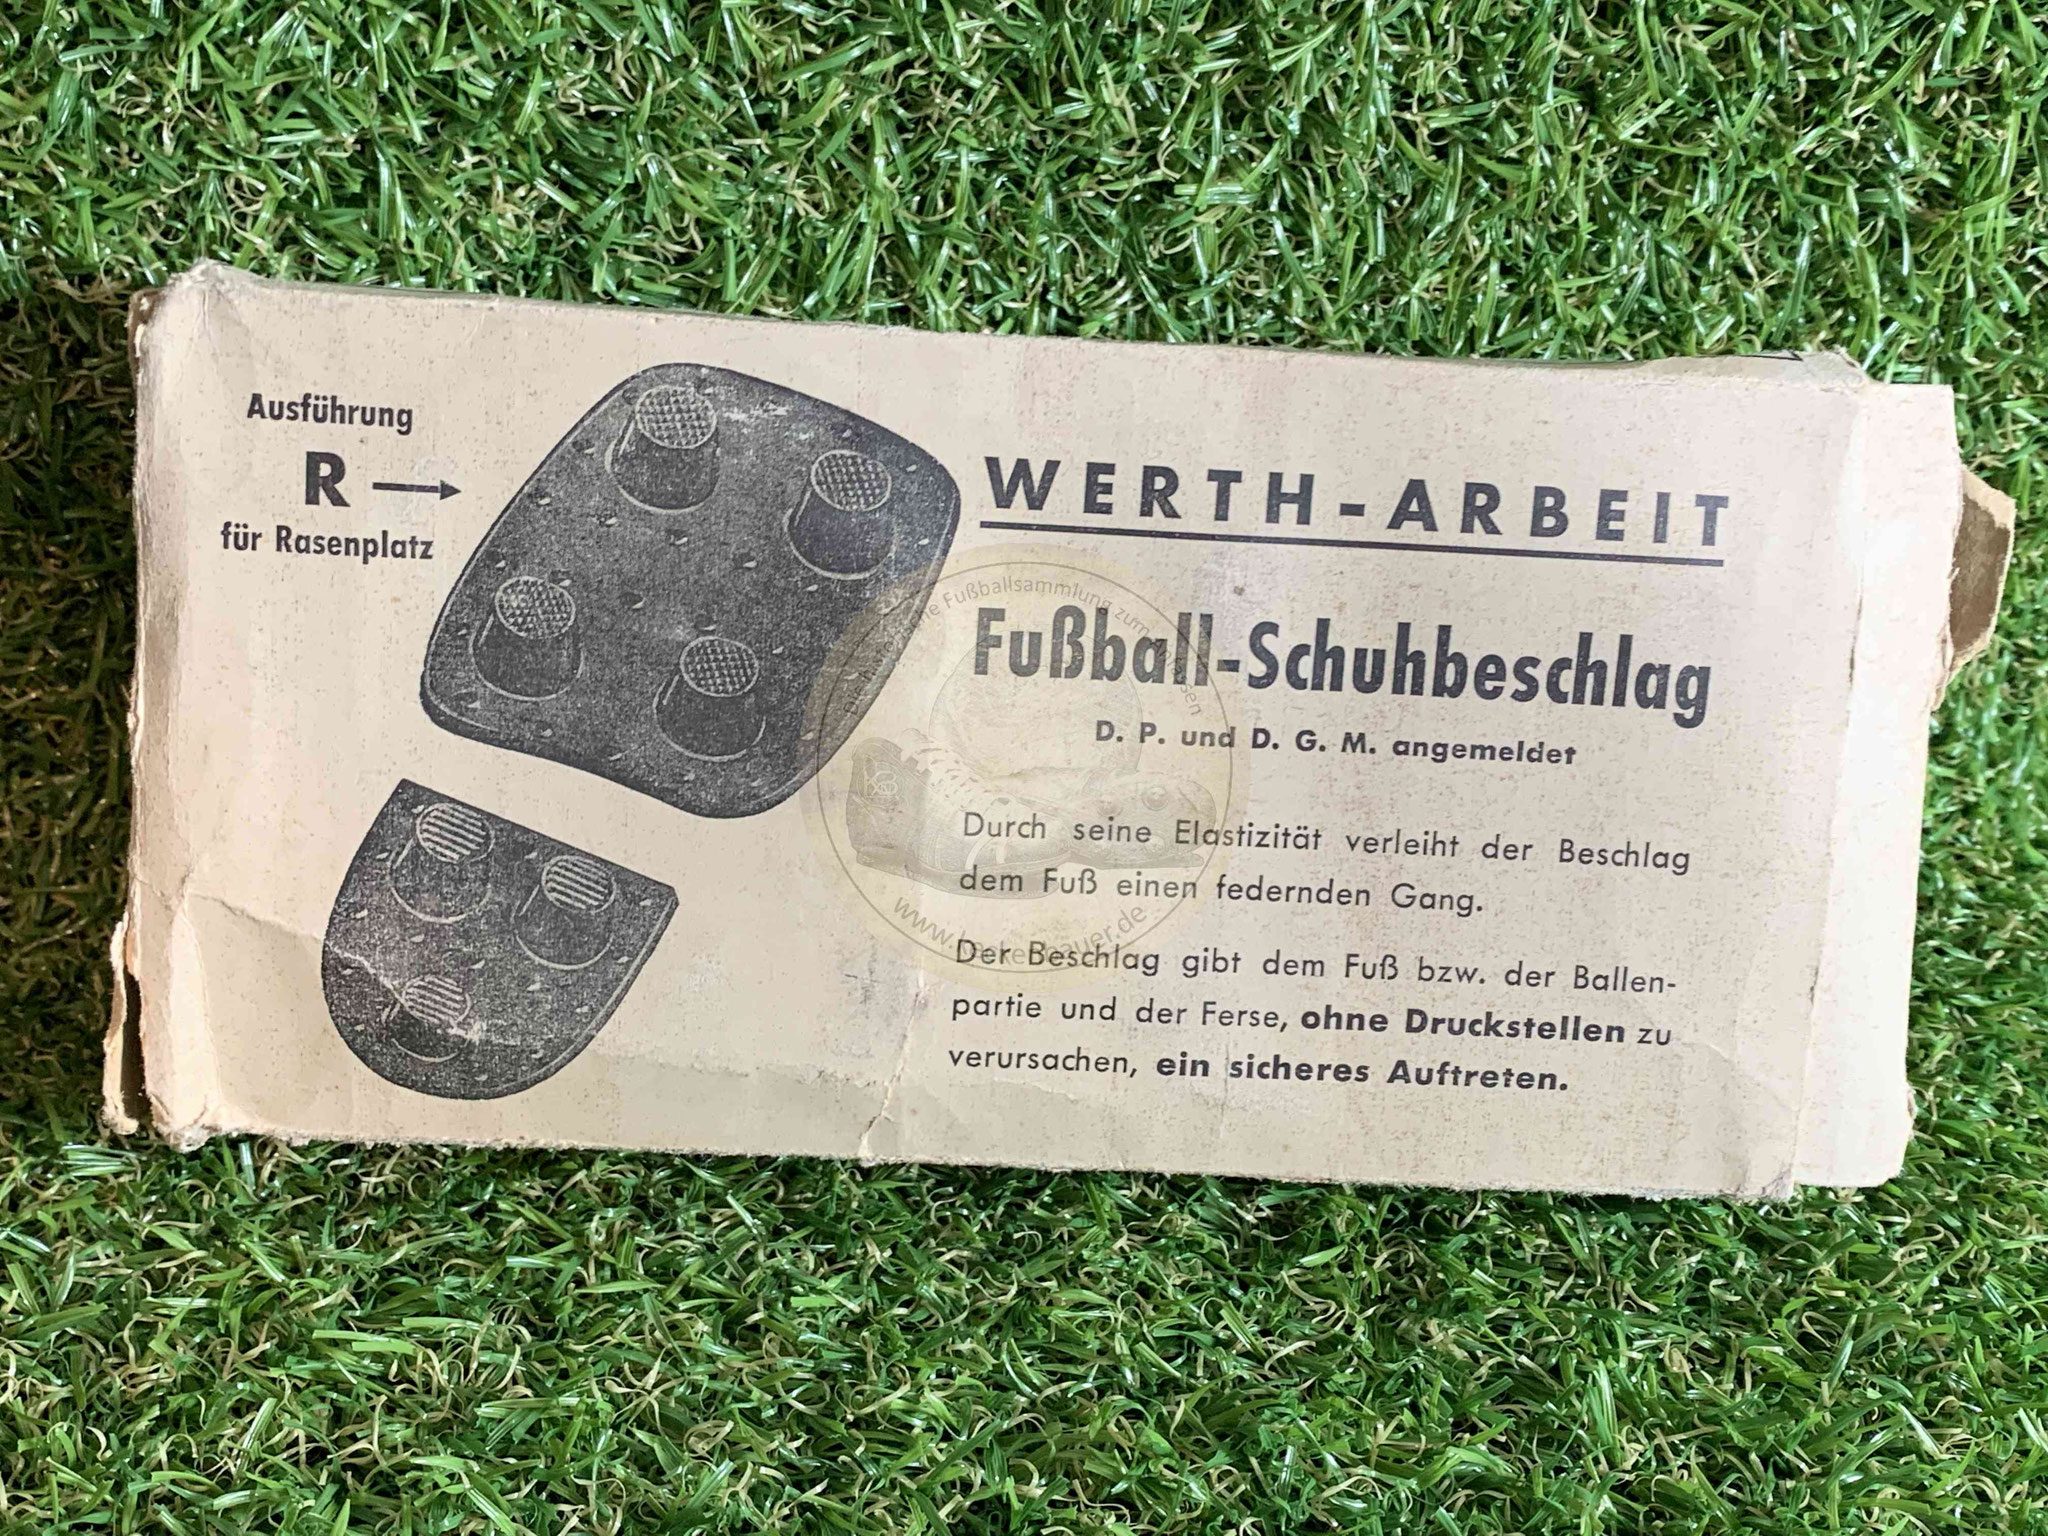 Ausführung
R
für Rasenplatz
WERTH-ARBEIT
Fußball-Schuhbeschlag
D. P. und D. G. M. angemeldet
Durch seine Elastizität verleiht der Beschlag
dem Fuß einen federnden Gang.
Der Beschlag gibt dem Fuß bzw. der Ballen-
partie und der Ferse, ohne Druckstellen zu
verursachen, ein sicheres Auftreten.
Fußballsammlung zum